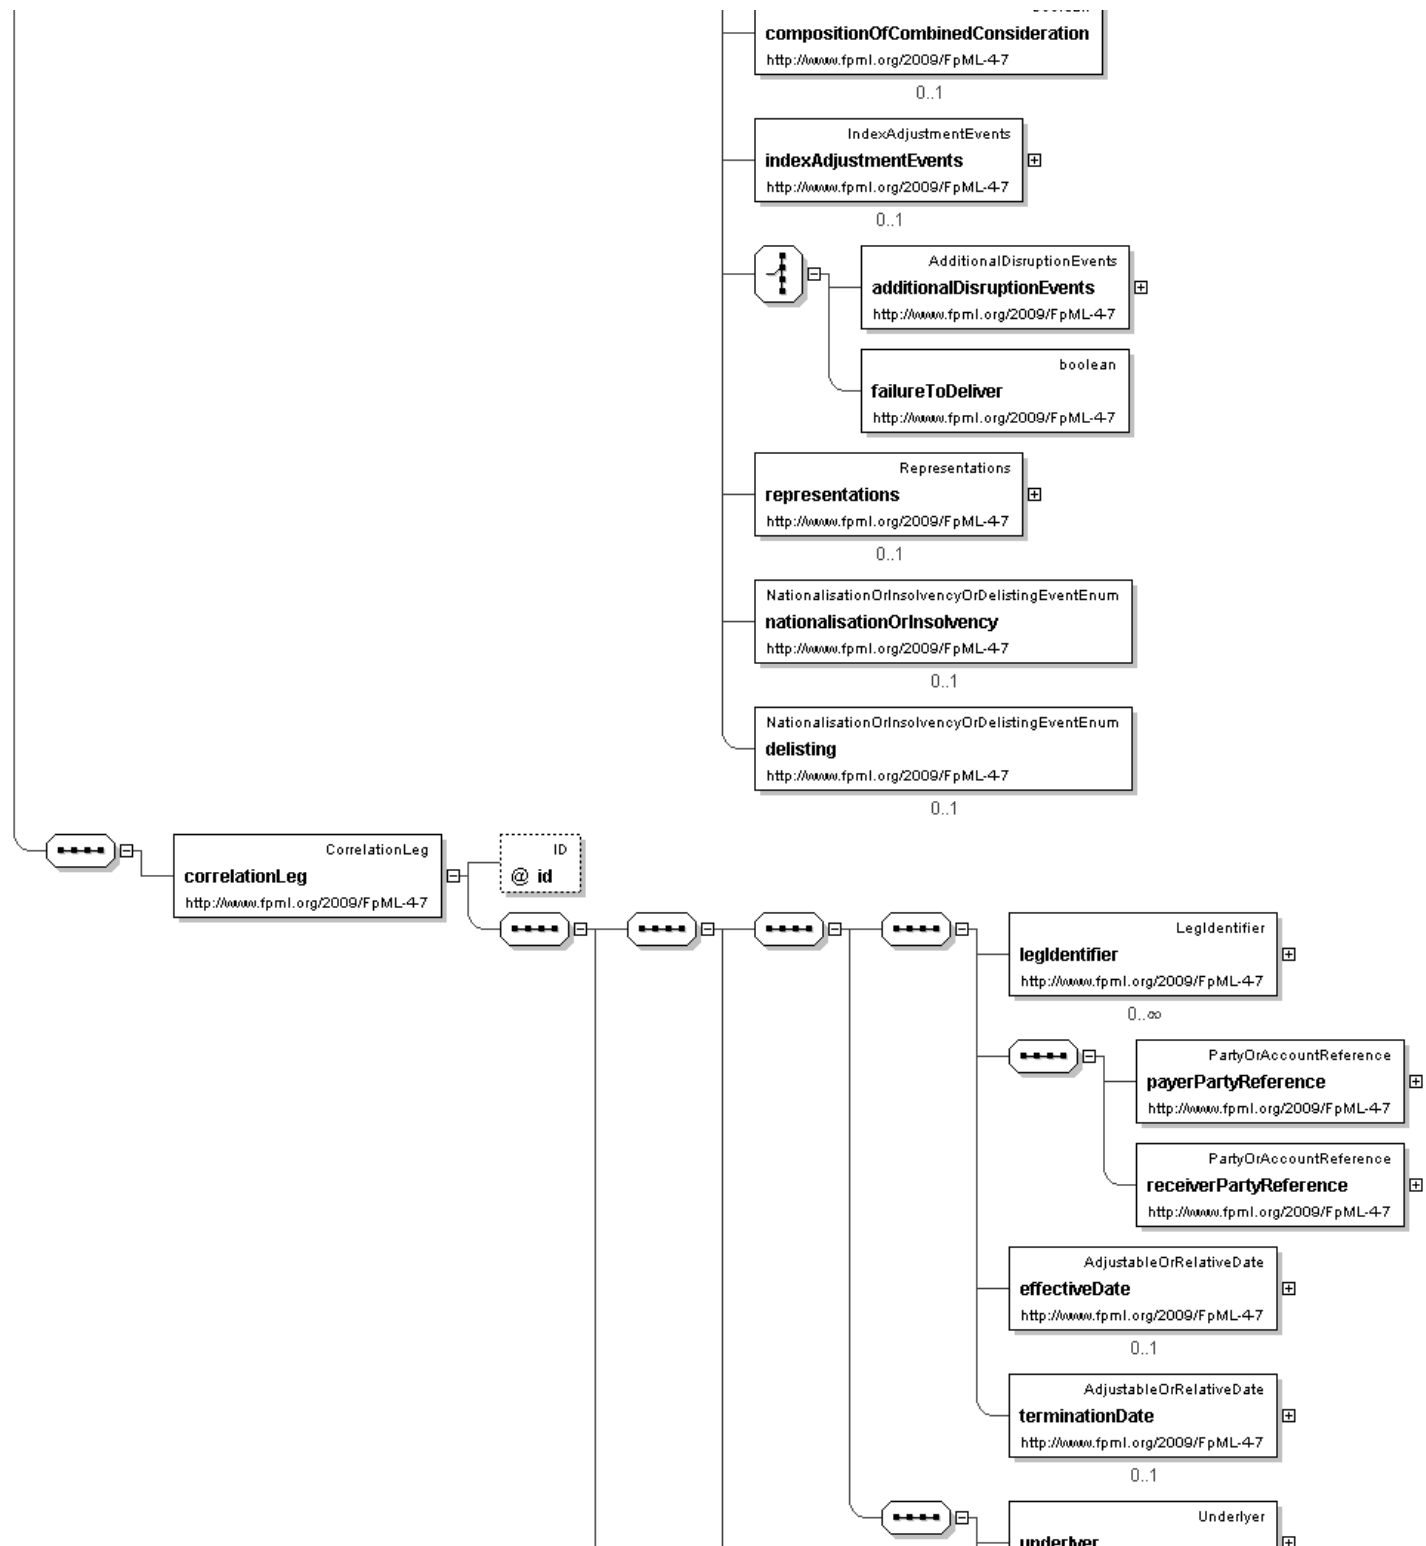 boolean
compositionOfCombinedConsideration
http://www.fpml.org/2009/FpML-4-7
0..1
IndexAdjustmentEvents
indexAdjustmentEvents
http://www.fpml.org/2009/FpML-4-7
0..1
AdditionalDisruptionEvents
additionalDisruptionEvents
http://www.fpml.org/2009/FpML-4-7
boolean
failureToDeliver
http://www.fpml.org/2009/FpML-4-7
Representations
representations
http://www.fpml.org/2009/FpML-4-7
0..1
NationalisationOrInsolvencyOrDelistingEventEnum
nationalisationOrInsolvency
http://www.fpml.org/2009/FpML-4-7
0..1
NationalisationOrInsolvencyOrDelistingEventEnum
delisting
http://www.fpml.org/2009/FpML-4-7
0..1
CorrelationLeg
correlationLeg
http://www.fpml.org/2009/FpML-4-7
ID
@ id
LegIdentifier
legIdentifier
http://www.fpml.org/2009/FpML-4-7
0..∞
PartyOrAccountReference
payerPartyReference
http://www.fpml.org/2009/FpML-4-7
PartyOrAccountReference
receiverPartyReference
http://www.fpml.org/2009/FpML-4-7
AdjustableOrRelativeDate
effectiveDate
http://www.fpml.org/2009/FpML-4-7
0..1
AdjustableOrRelativeDate
terminationDate
http://www.fpml.org/2009/FpML-4-7
0..1
Underlyer
underlyer